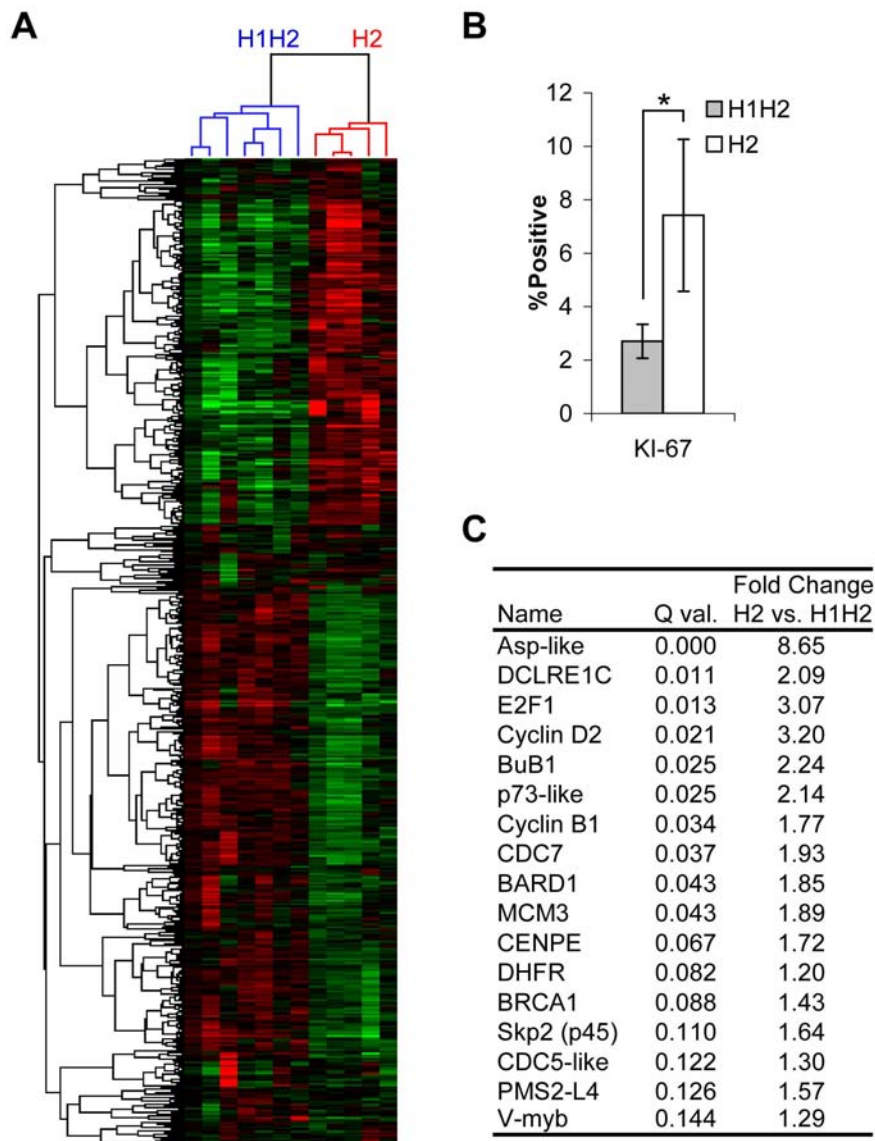 A
H1H2 H2
B
12
10
8
6
4
2
0
%Positive
*
H1H2
H2
KI-67
C
Fold Change
Name Q val. H2 vs. H1H2
Asp-like 0.000 8.65
DCLRE1C 0.011 2.09
E2F1 0.013 3.07
Cyclin D2 0.021 3.20
BuB1 0.025 2.24
p73-like 0.025 2.14
Cyclin B1 0.034 1.77
CDC7 0.037 1.93
BARD1 0.043 1.85
MCM3 0.043 1.89
CENPE 0.067 1.72
DHFR 0.082 1.20
BRCA1 0.088 1.43
Skp2 (p45) 0.110 1.64
CDC5-like 0.122 1.30
PMS2-L4 0.126 1.57
V-myb 0.144 1.29